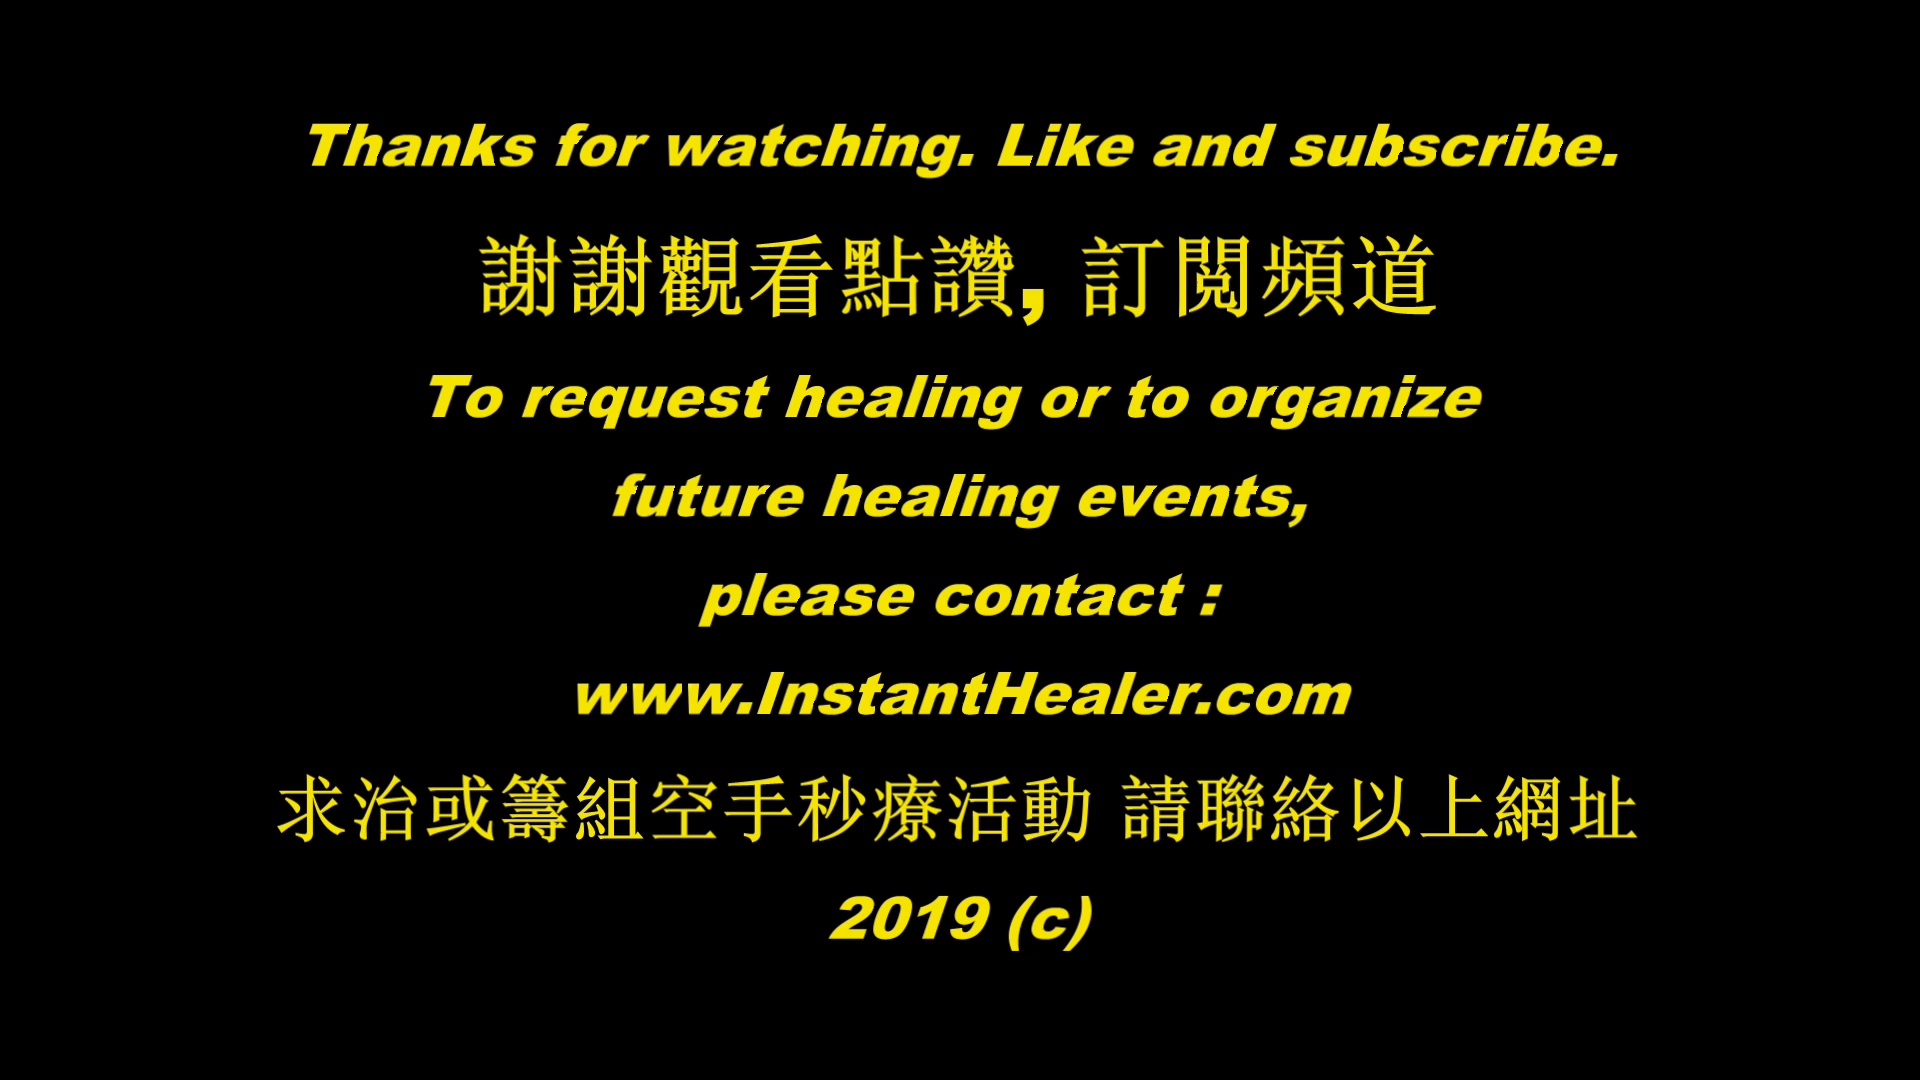 Thanks for watching. Like and subscribe.
謝謝觀看點讚, 訂閲頻道
To request healing or to organize
future healing events,
please contact :
www.InstantHealer.com
求治或籌組空手秒療活動 請聯絡以上網址
2019 (c)